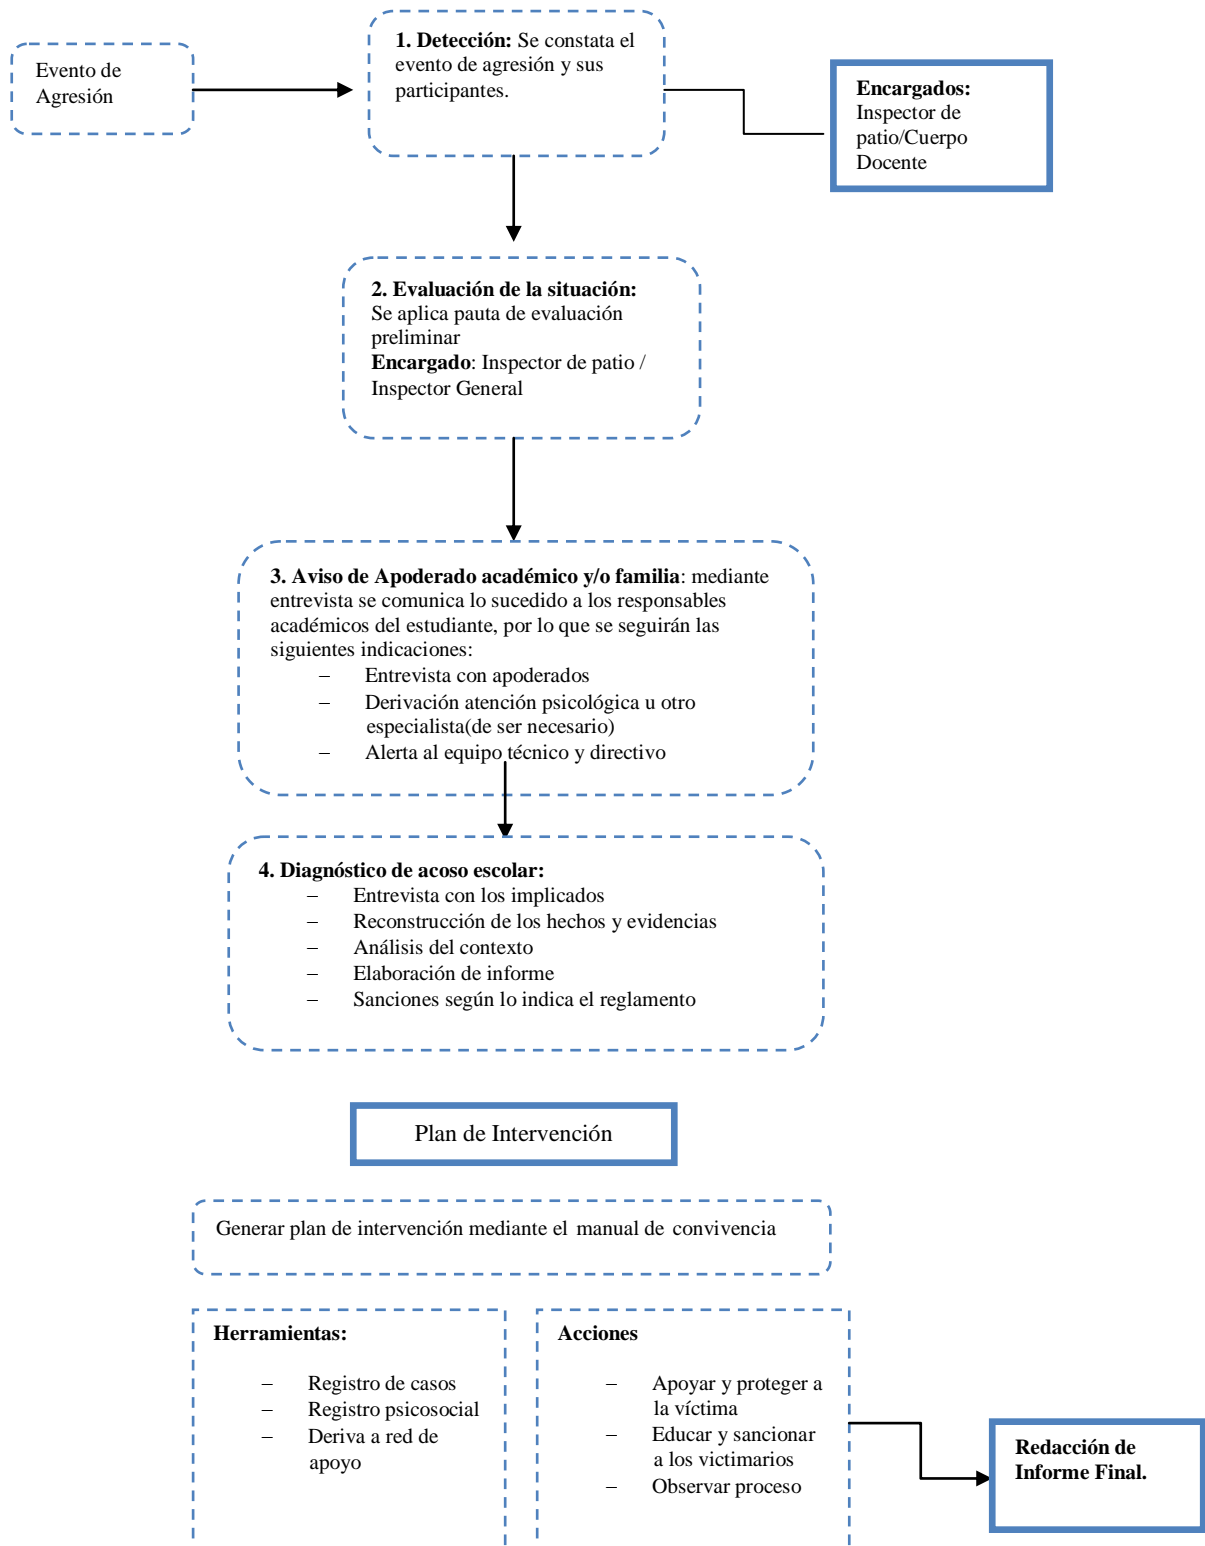 Evento de
Agresión
1. Detección: Se constata el
evento de agresión y sus
participantes.
Encargados:
Inspector de
patio/Cuerpo
Docente
2. Evaluación de la situación:
Se aplica pauta de evaluación
preliminar
Encargado: Inspector de patio /
Inspector General
3. Aviso de Apoderado académico y/o familia: mediante
entrevista se comunica lo sucedido a los responsables
académicos del estudiante, por lo que se seguirán las
siguientes indicaciones:
– Entrevista con apoderados
– Derivación atención psicológica u otro
especialista(de ser necesario)
– Alerta al equipo técnico y directivo
4. Diagnóstico de acoso escolar:
– Entrevista con los implicados
– Reconstrucción de los hechos y evidencias
– Análisis del contexto
– Elaboración de informe
– Sanciones según lo indica el reglamento
Plan de Intervención
Generar plan de intervención mediante el manual de convivencia
Herramientas:
– Registro de casos
– Registro psicosocial
– Deriva a red de
apoyo
Acciones
– Apoyar y proteger a
la víctima
– Educar y sancionar
a los victimarios
– Observar proceso
Redacción de
Informe Final.